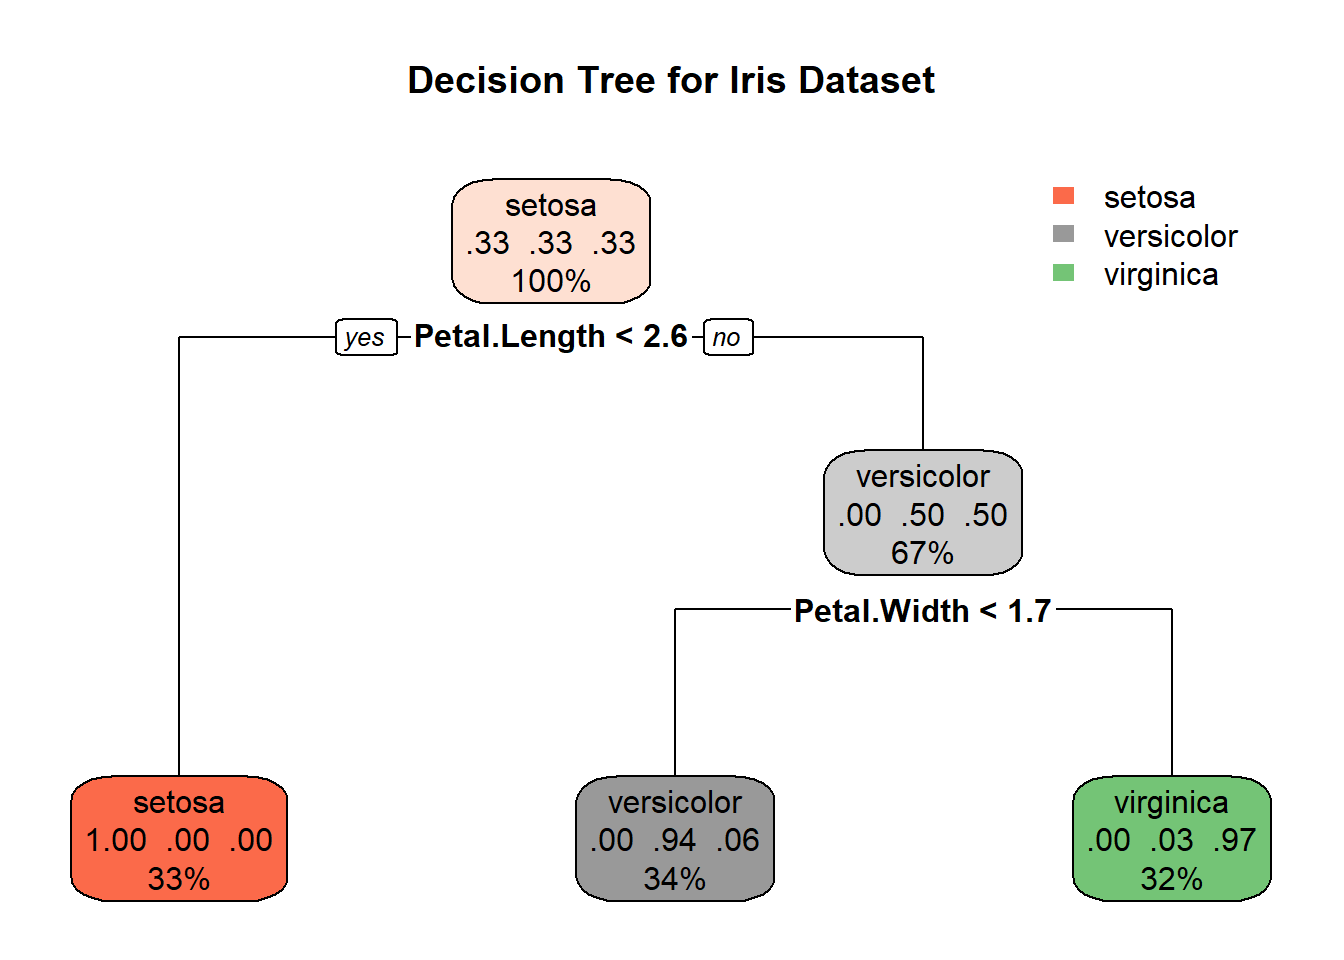 Decision Tree for Iris Dataset
setosa
.33 .33 .33
100%
setosa
versicolor
virginica
yes Petal.Length < 2.6 no
versicolor
.00 .50 .50
67%
Petal.Width < 1.7
setosa
1.00 .00 .00
33%
versicolor
.00 .94 .06
34%
virginica
.00 .03 .97
32%